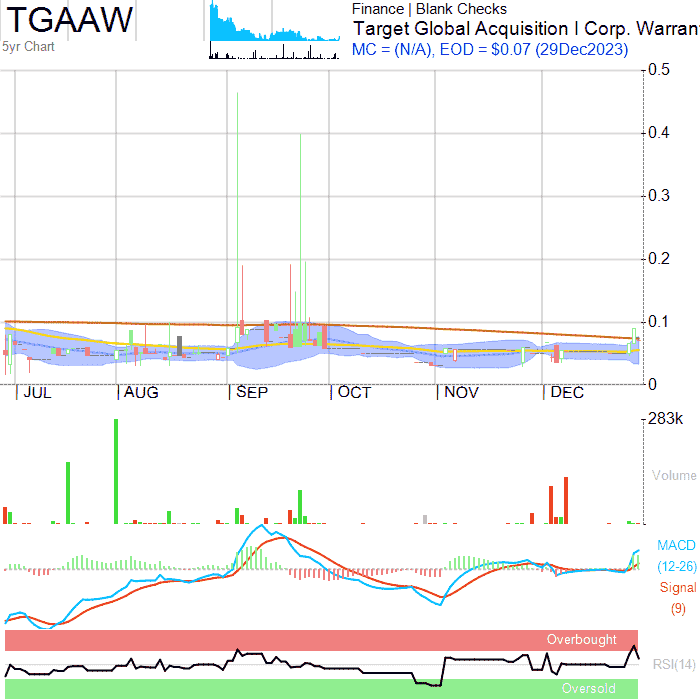 TGAAW
5yr Chart
Finance | Blank Checks
Target Global Acquisition I Corp. Warran
MC = (N/A), EOD = $0.07 (29Dec2023)
0.5
0.4
0.3
0.2
0.1
0
JUL AUG SEP OCT NOV DEC
283k
Volume
MACD
(12-26)
Signal
(9)
Overbought
RSI(14)
Oversold